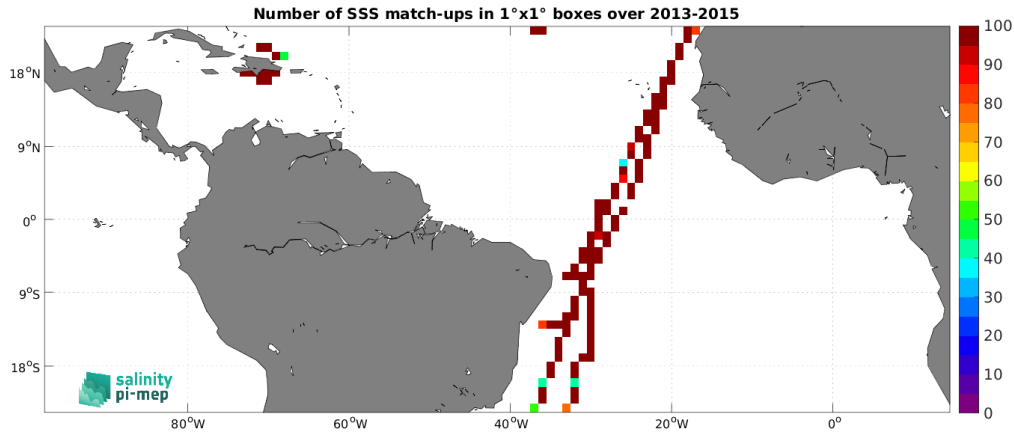 Number of SSS match-ups in 1°x1° boxes over 2013-2015
100
90
80
70
60
50
40
30
20
10
0
18°N
9°N
0°
9°S
18°S
80°W
60°W
40°W
20°W
0°
salinity
pi-mep